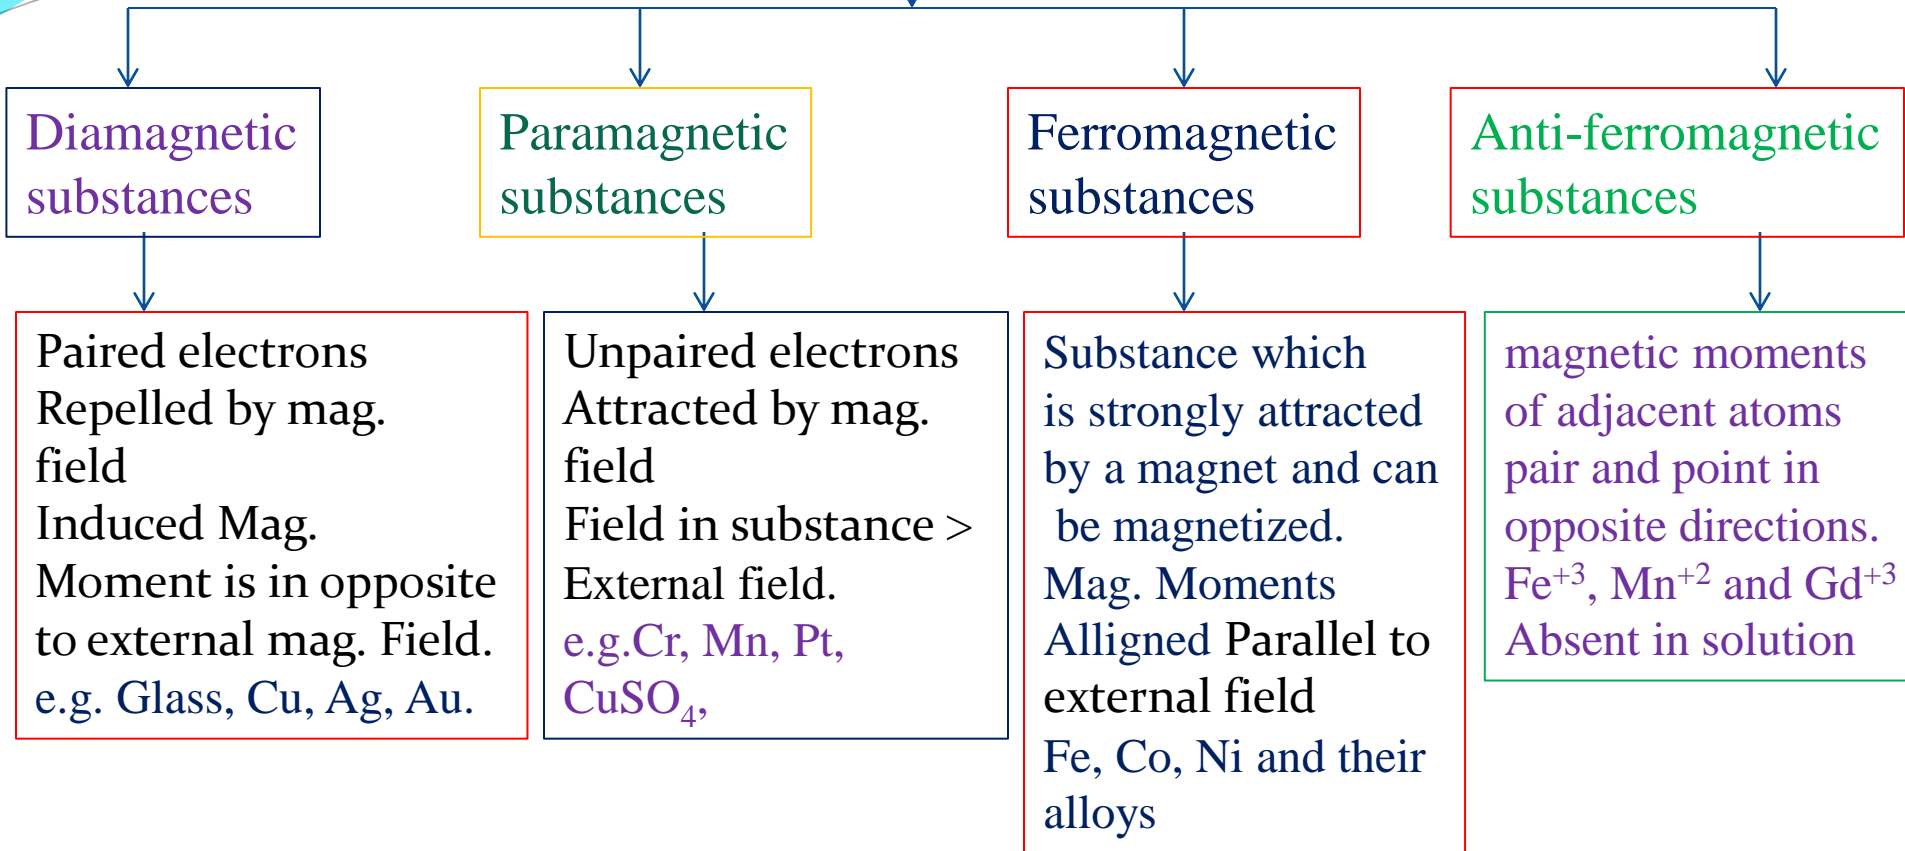 Diamagnetic
substances
Paramagnetic
substances
Ferromagnetic
substances
Anti-ferromagnetic
substances
Paired electrons
Repelled by mag.
field
Induced Mag.
Moment is in opposite
to external mag. Field.
e.g. Glass, Cu, Ag, Au.
Unpaired electrons
Attracted by mag.
field
Field in substance >
External field.
e.g.Cr, Mn, Pt,
CuSO₄,
Substance which
is strongly attracted
by a magnet and can
be magnetized.
Mag. Moments
Alligned Parallel to
external field
Fe, Co, Ni and their
alloys
magnetic moments
of adjacent atoms
pair and point in
opposite directions.
Fe⁺³, Mn⁺² and Gd⁺³
Absent in solution